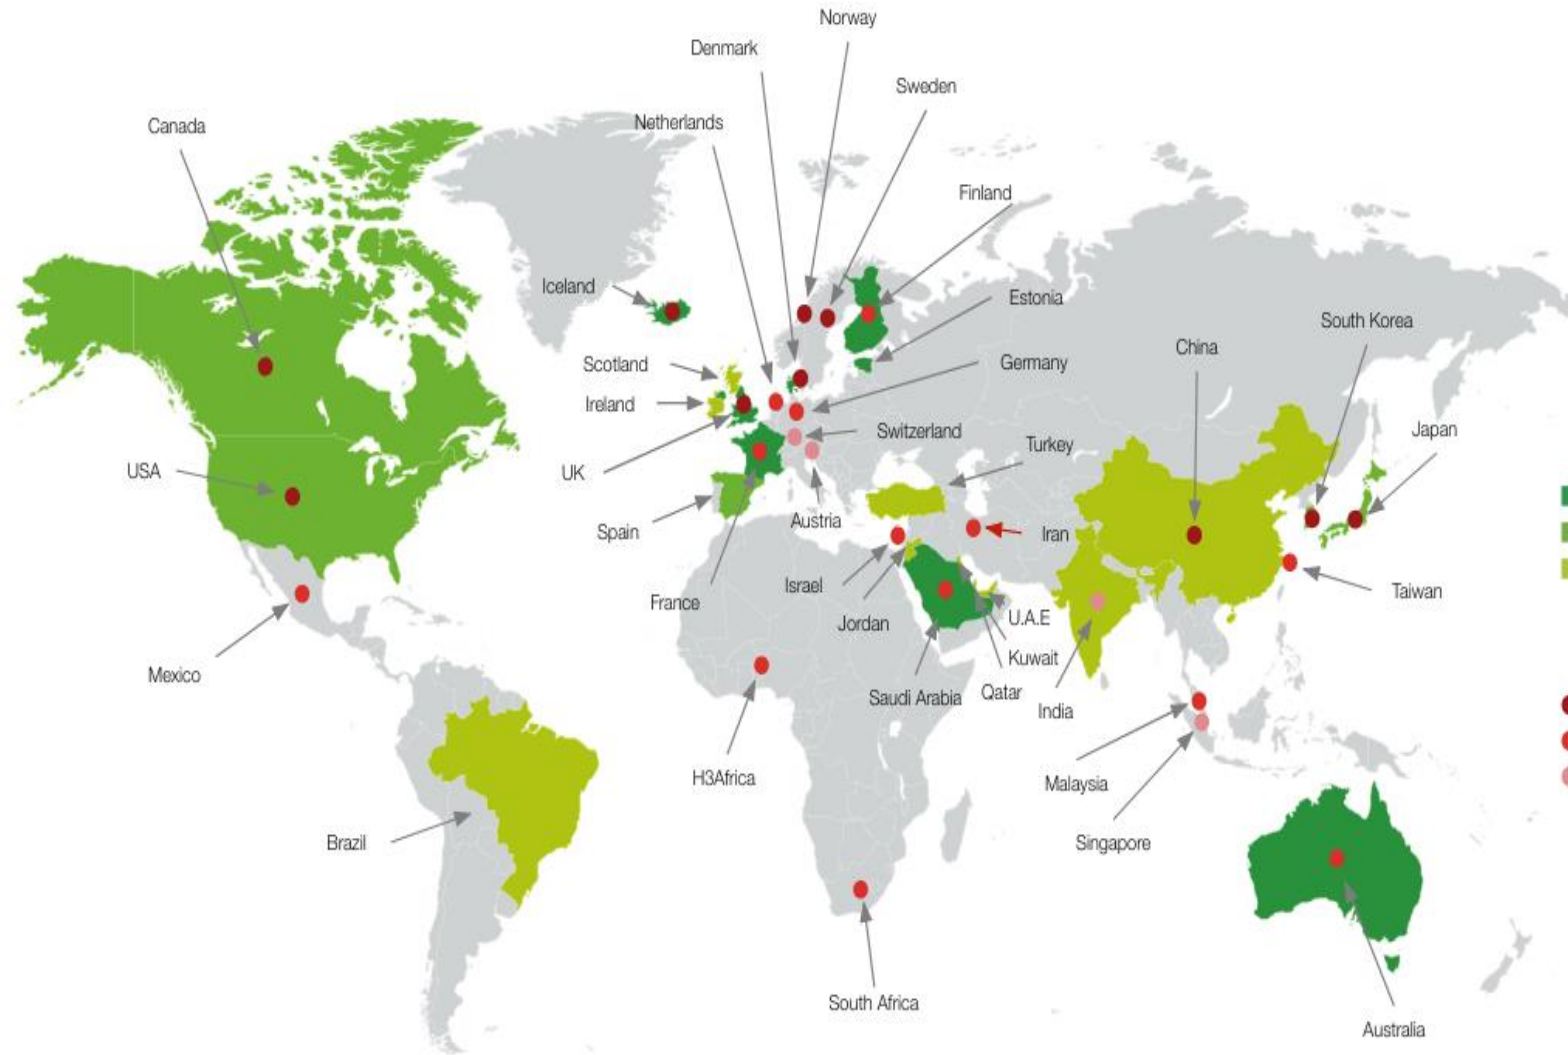 Norway
Denmark
Sweden
Canada
Netherlands
Finland
Iceland
Estonia
South Korea
China
Scotland
Germany
Ireland
Switzerland
Japan
Turkey
USA
UK
Spain
Austria
Iran
Israel
Taiwan
France
Jordan
U.A.E
Kuwait
Mexico
Saudi Arabia
Qatar
India
H3Africa
Malaysia
Brazil
Singapore
South Africa
Australia